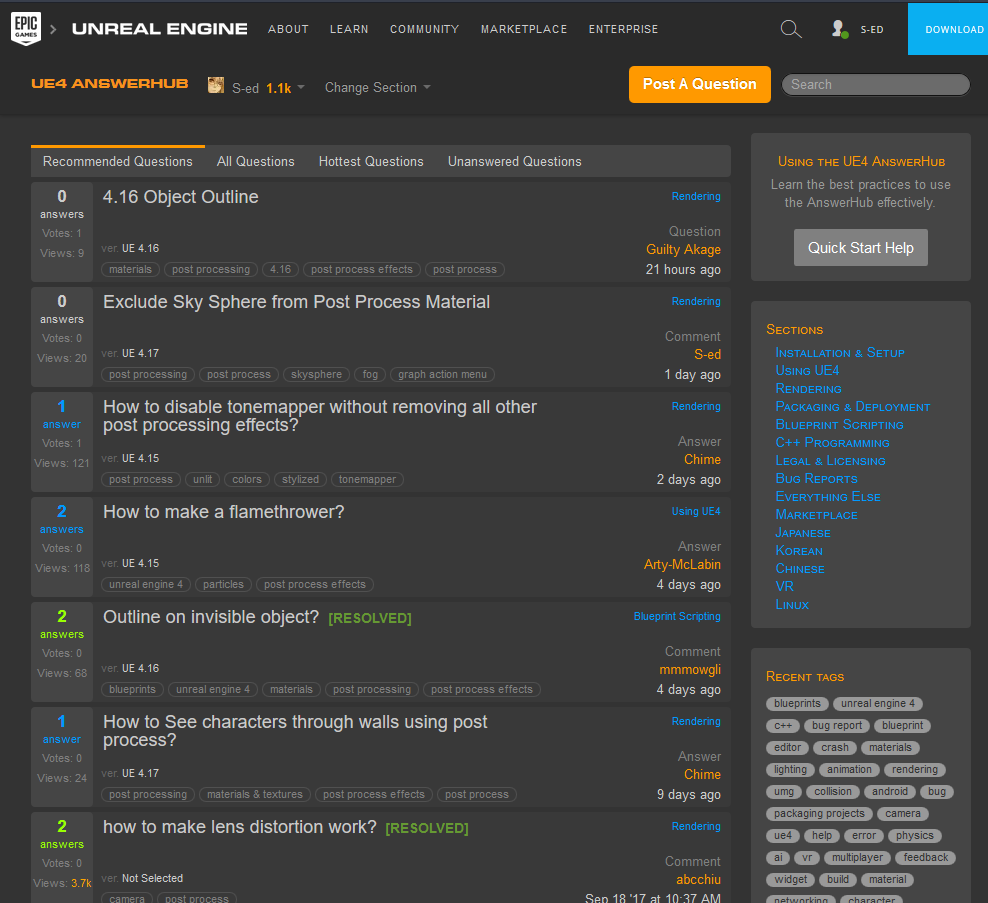 EPIC GAMES
UNREAL ENGINE ABOUT LEARN COMMUNITY MARKETPLACE ENTERPRISE S-ED DOWNLOAD
UE4 ANSWERHUB S-ed 1.1k Change Section Post A Question Search
Recommended Questions All Questions Hottest Questions Unanswered Questions
0 answers
Votes: 1
Views: 9
4.16 Object Outline
Rendering
ver. UE 4.16
materials post processing 4.16 post process effects post process
Question
Guilty Akage
21 hours ago
0 answers
Votes: 0
Views: 20
Exclude Sky Sphere from Post Process Material
Rendering
ver. UE 4.17
post processing post process skysphere fog graph action menu
Comment
S-ed
1 day ago
1 answer
Votes: 1
Views: 121
How to disable tonemapper without removing all other
post processing effects?
Rendering
ver. UE 4.15
post process unlit colors stylized tonemapper
Answer
Chime
2 days ago
2 answers
Votes: 0
Views: 118
How to make a flamethrower?
Using UE4
ver. UE 4.15
unreal engine 4 particles post process effects
Answer
Arty-McLabin
4 days ago
2 answers
Votes: 0
Views: 68
Outline on invisible object? [RESOLVED]
Blueprint Scripting
ver. UE 4.16
blueprints unreal engine 4 materials post processing post process effects
Comment
mmmowgli
4 days ago
1 answer
Votes: 0
Views: 24
How to See characters through walls using post
process?
Rendering
ver. UE 4.17
post processing materials & textures post process effects post process
Answer
Chime
9 days ago
2 answers
Votes: 0
Views: 3.7k
how to make lens distortion work? [RESOLVED]
Rendering
ver. Not Selected
camera post process
Comment
abcchiu
Sep 18 '17 at 10:37 AM
Using the UE4 AnswerHub
Learn the best practices to use
the AnswerHub effectively.
Quick Start Help
Sections
Installation & Setup
Using UE4
Rendering
Packaging & Deployment
Blueprint Scripting
C++ Programming
Legal & Licensing
Bug Reports
Everything Else
Marketplace
Japanese
Korean
Chinese
VR
Linux
Recent tags
blueprints unreal engine 4
c++ bug report blueprint
editor crash materials
lighting animation rendering
umg collision android bug
packaging projects camera
ue4 help error physics
ai vr multiplayer feedback
widget build material
networking character